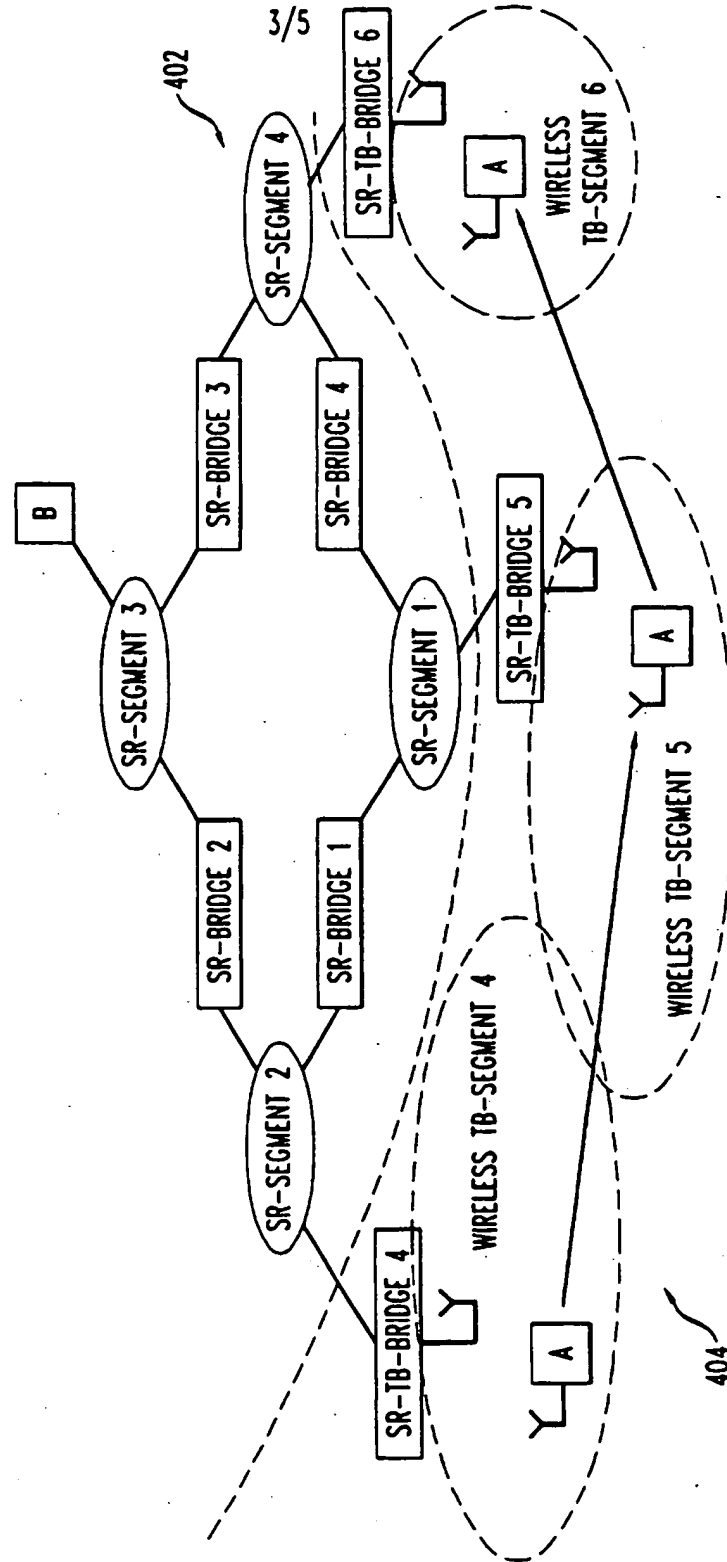 3/5
402
B
SR-SEGMENT 3
SR-BRIDGE 2
SR-BRIDGE 3
SR-SEGMENT 2
SR-SEGMENT 4
SR-BRIDGE 1
SR-BRIDGE 4
SR-SEGMENT 1
SR-TB-BRIDGE 4
SR-TB-BRIDGE 5
SR-TB-BRIDGE 6
WIRELESS TB-SEGMENT 4
A
WIRELESS TB-SEGMENT 5
A
A
WIRELESS
TB-SEGMENT 6
404